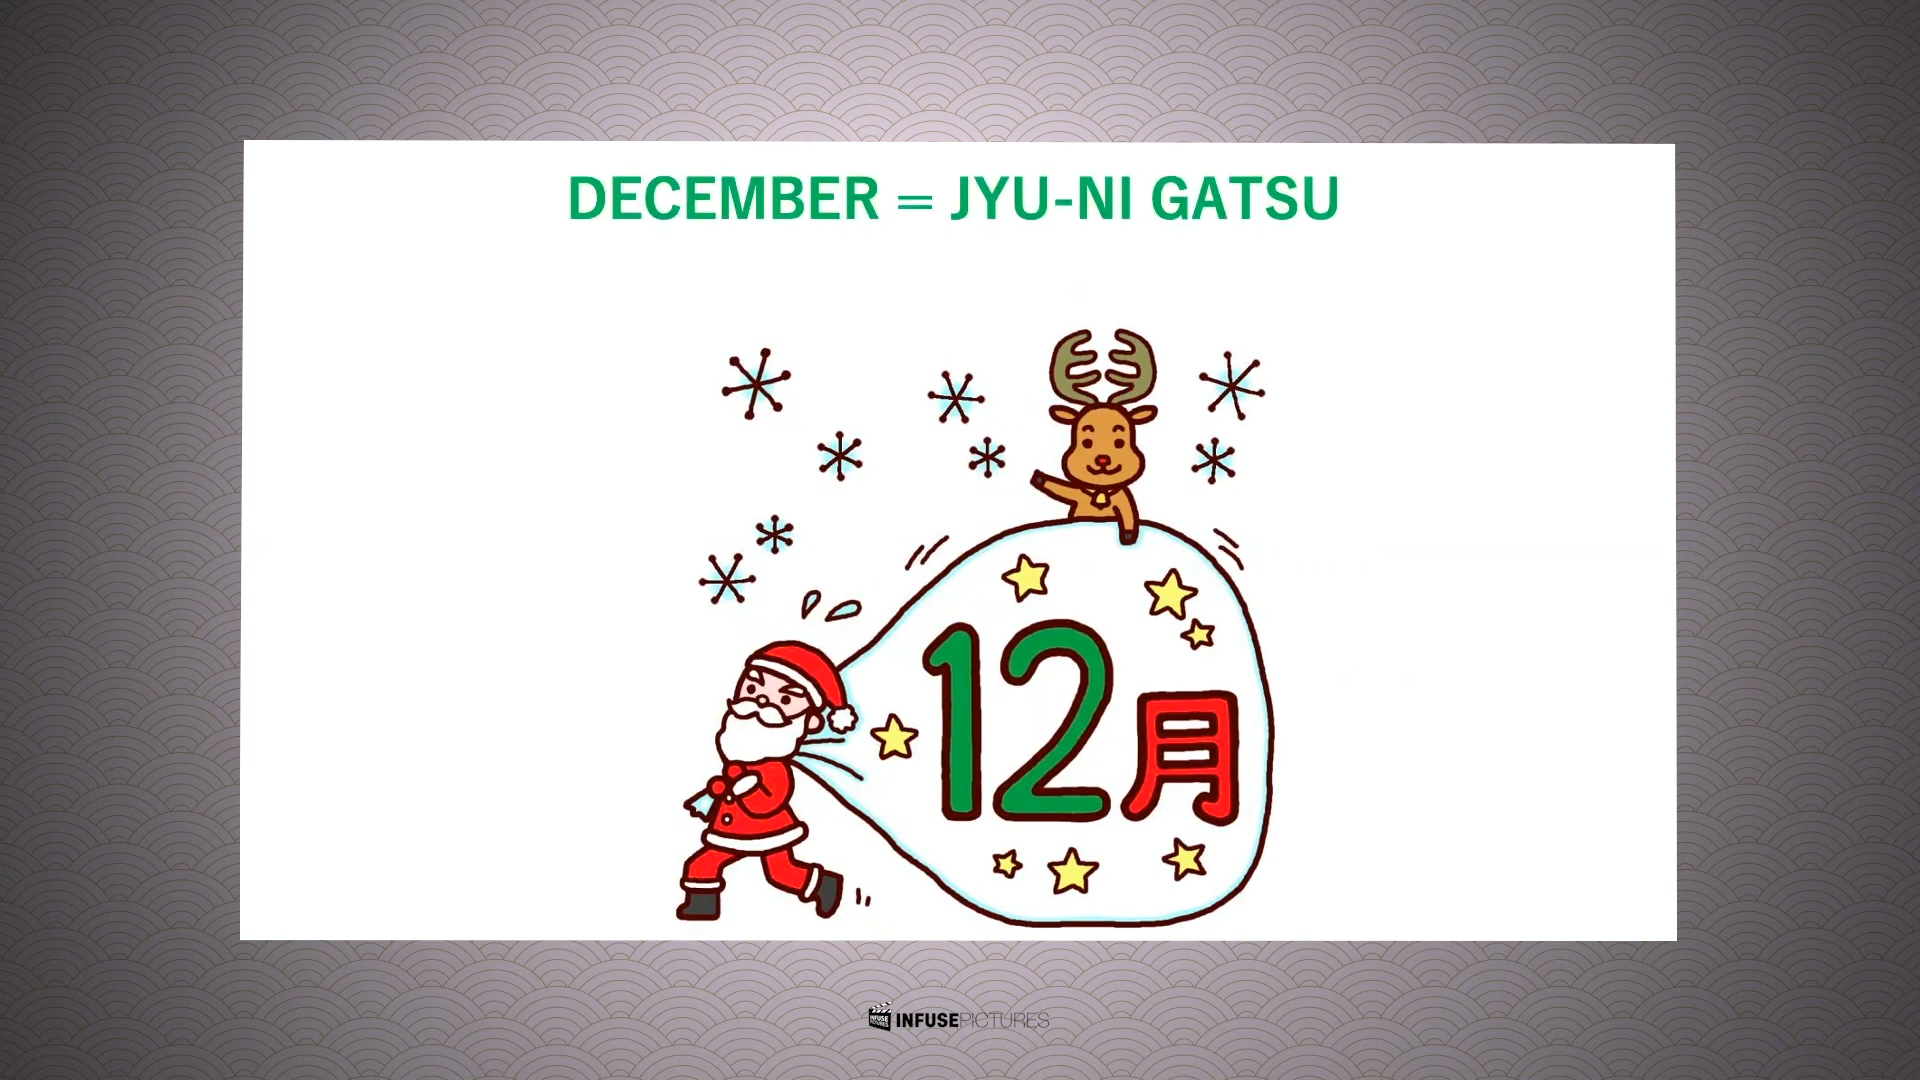 DECEMBER = JYU-NI GATSU
12月
INFUSEPICTURES